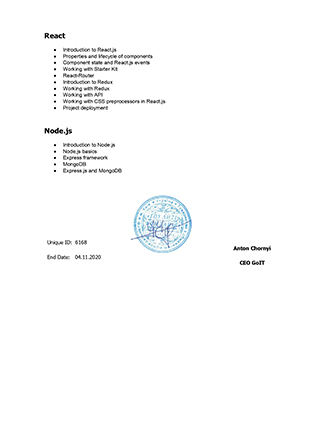 React
Introduction to React.js
Properties and lifecycle of components
Component state and React.js events
Working with Starter Kit
React-Router
Introduction to Redux
Working with Redux
Working with API
Working with CSS preprocessors in React.js
Project deployment
Node.js
Introduction to Node.js
Node.js basics
Express framework
MongoDB
Express.js and MongoDB
Unique ID: 6168
Anton Chornyi
End Date: 04.11.2020
CEO GoIT